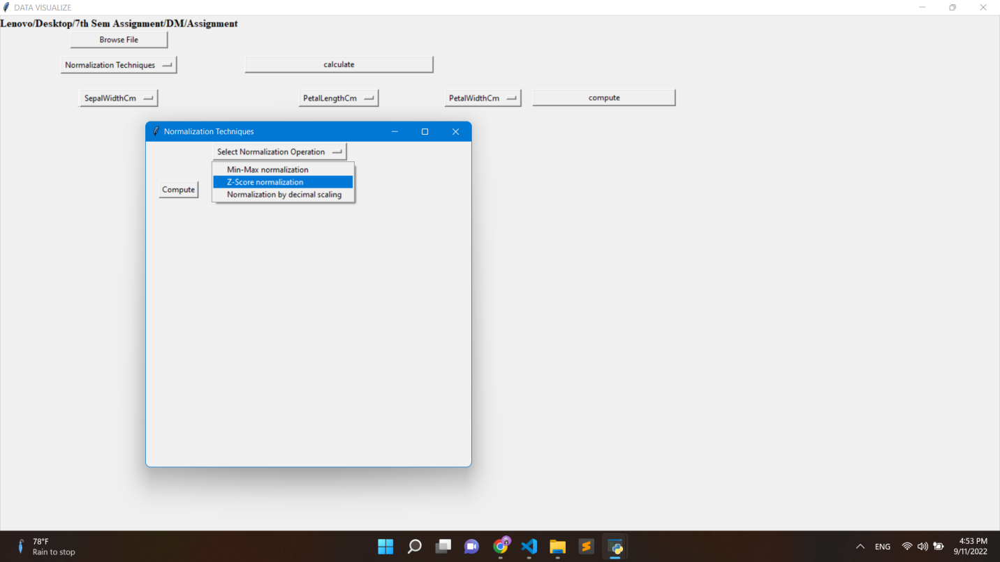 DATA VISUALIZE
Lenovo/Desktop/7th Sem Assignment/DM/Assignment
Browse File
Normalization Techniques
calculate
SepalWidthCm
PetalLengthCm
PetalWidthCm
compute
Normalization Techniques
Select Normalization Operation
Min-Max normalization
Z-Score normalization
Compute
Normalization by decimal scaling
78°F
Rain to stop
ENG
4:53 PM
9/11/2022